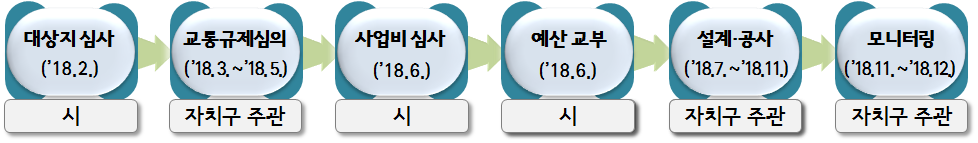 대상지 심사
('18.2.)
시
교통규제심의
('18.3.~'18.5.)
자치구 주관
사업비 심사
('18.6.)
시
예산 교부
('18.6.)
시
설계·공사
('18.7.~'18.11.)
자치구 주관
모니터링
('18.11.~'18.12.)
자치구 주관